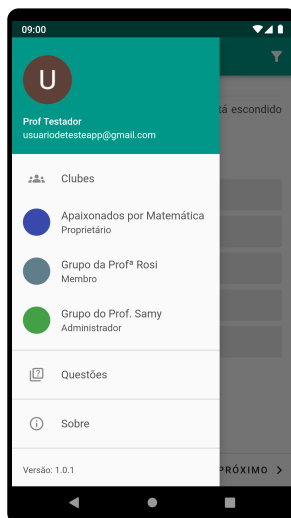 09:00
U
Prof Testador
usuariodetesteapp@gmail.com
tá escondido
Clubes
Apaixonados por Matemática
Proprietário
Grupo da Profª Rosi
Membro
Grupo do Prof. Samy
Administrador
Questões
Sobre
Versão: 1.0.1
PRÓXIMO